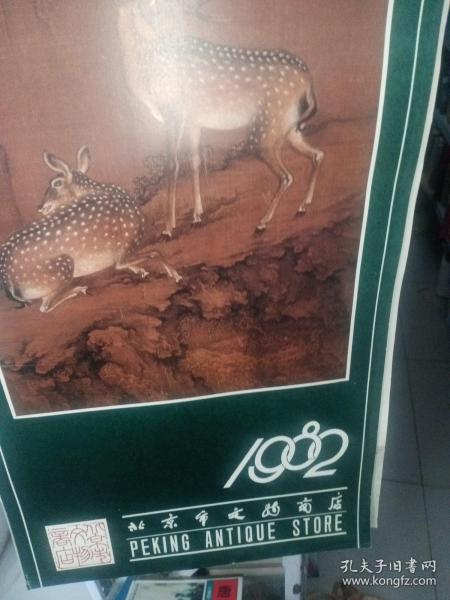 1982
北京市文物商店
PEKING ANTIQUE STORE
唐
孔夫子旧书网
www.kongfz.com